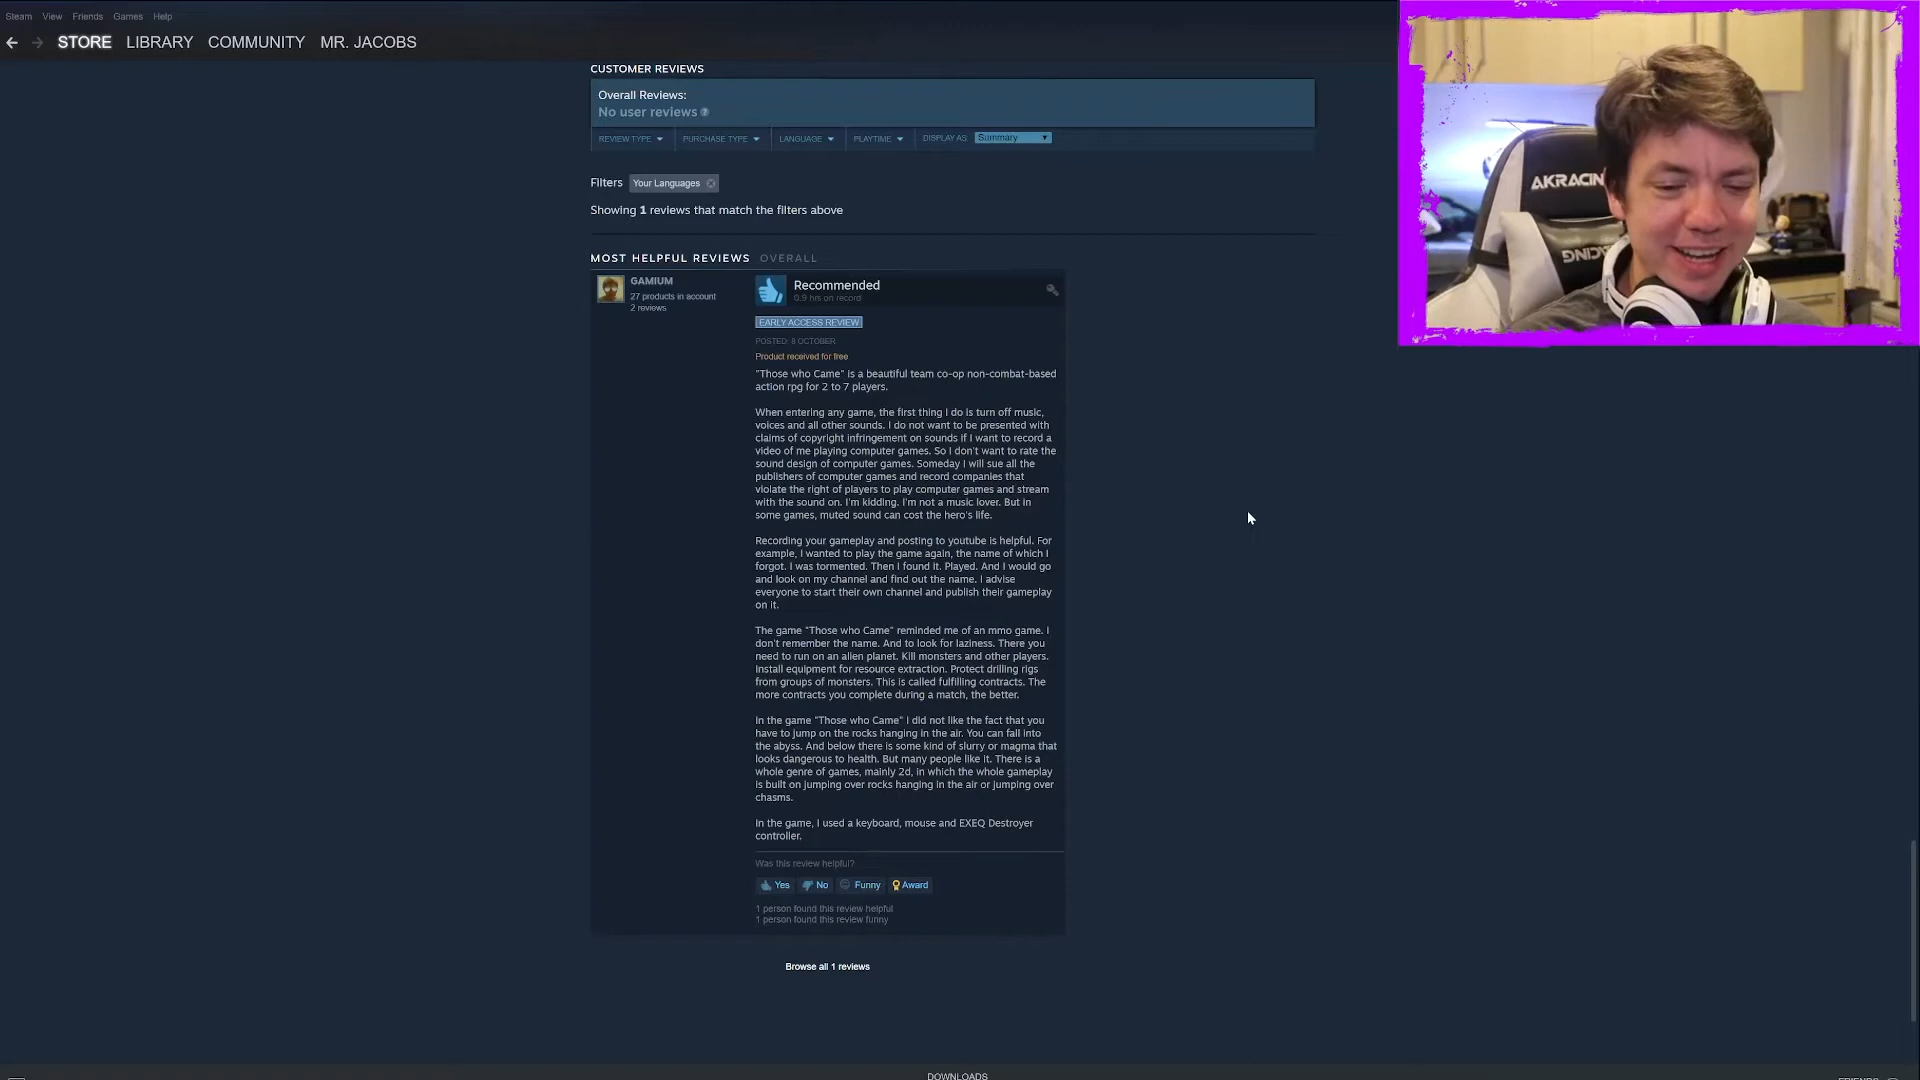 Steam View Friends Games Help
STORE LIBRARY COMMUNITY MR. JACOBS
CUSTOMER REVIEWS
Overall Reviews:
No user reviews
REVIEW TYPE PURCHASE TYPE LANGUAGE PLAYTIME DISPLAY AS: Summary
Filters Your Languages
Showing 1 reviews that match the filters above
MOST HELPFUL REVIEWS OVERALL
GAMIUM
27 products in account
2 reviews
Recommended
0.9 hrs on record
EARLY ACCESS REVIEW
POSTED: 8 OCTOBER
Product received for free
"Those who Came" is a beautiful team co-op non-combat-based
action rpg for 2 to 7 players.
When entering any game, the first thing I do is turn off music,
voices and all other sounds. I do not want to be presented with
claims of copyright infringement on sounds if I want to record a
video of me playing computer games. So I don't want to rate the
sound design of computer games. Someday I will sue all the
publishers of computer games and record companies that
violate the right of players to play computer games and stream
with the sound on. I'm kidding. I'm not a music lover. But in
some games, muted sound can cost the hero's life.
Recording your gameplay and posting to youtube is helpful. For
example, I wanted to play the game again, the name of which I
forgot. I was tormented. Then I found it. Played. And I would go
and look on my channel and find out the name. I advise
everyone to start their own channel and publish their gameplay
on it.
The game "Those who Came" reminded me of an mmo game. I
don't remember the name. And to look for laziness. There you
need to run on an alien planet. Kill monsters and other players.
Install equipment for resource extraction. Protect drilling rigs
from groups of monsters. This is called fulfilling contracts. The
more contracts you complete during a match, the better.
In the game "Those who Came" I did not like the fact that you
have to jump on the rocks hanging in the air. You can fall into
the abyss. And below there is some kind of slurry or magma that
looks dangerous to health. But many people like it. There is a
whole genre of games, mainly 2d, in which the whole gameplay
is built on jumping over rocks hanging in the air or jumping over
chasms.
In the game, I used a keyboard, mouse and EXEQ Destroyer
controller.
Was this review helpful?
Yes No Funny Award
1 person found this review helpful
1 person found this review funny
Browse all 1 reviews
DOWNLOADS
AKRACING